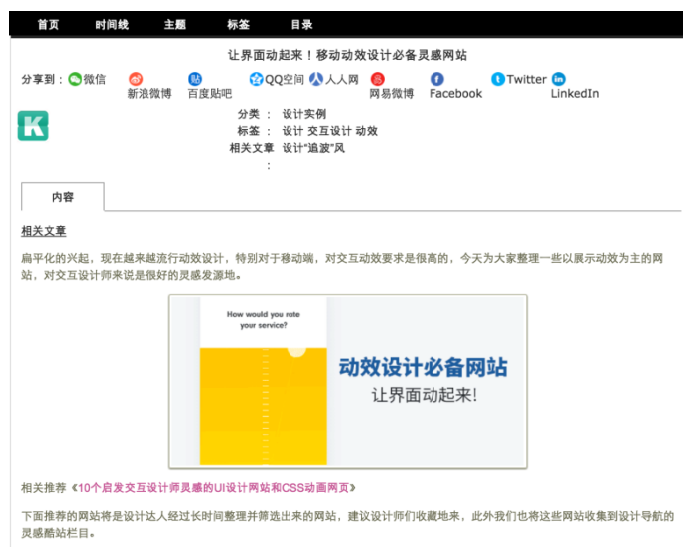 首页 时间线 主题 标签 目录
让界面动起来！移动动效设计必备灵感网站
分享到： 微信 新浪微博 百度贴吧 QQ空间 人人网 网易微博 Facebook Twitter LinkedIn
K
分类 ： 设计实例
标签 ： 设计 交互设计 动效
相关文章 ： 设计“追波”风
内容
相关文章
扁平化的兴起，现在越来越流行动效设计，特别对于移动端，对交互动效要求是很高的，今天为大家整理一些以展示动效为主的网
站，对交互设计师来说是很好的灵感发源地。
How would you rote
your service?
动效设计必备网站
让界面动起来!
相关推荐《10个启发交互设计师灵感的UI设计网站和CSS动画网页》
下面推荐的网站将是设计达人经过长时间整理并筛选出来的网站，建议设计师们收藏地来，此外我们也将这些网站收集到设计导航的
灵感酷站栏目。